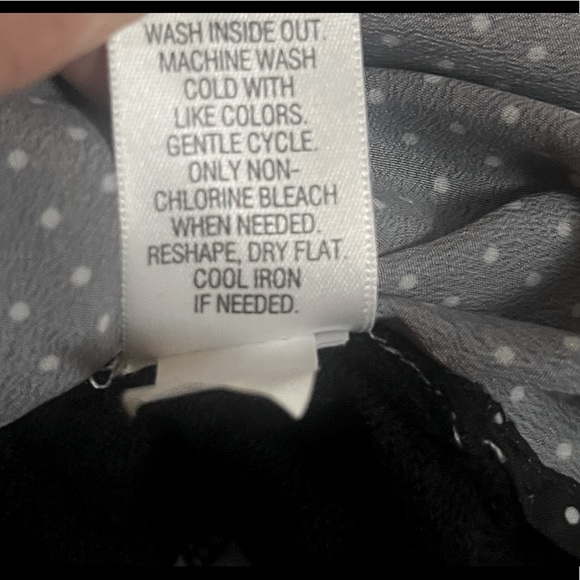 WASH INSIDE OUT.
MACHINE WASH
COLD WITH
LIKE COLORS.
GENTLE CYCLE.
ONLY NON-
CHLORINE BLEACH
WHEN NEEDED.
RESHAPE, DRY FLAT.
COOL IRON
IF NEEDED.